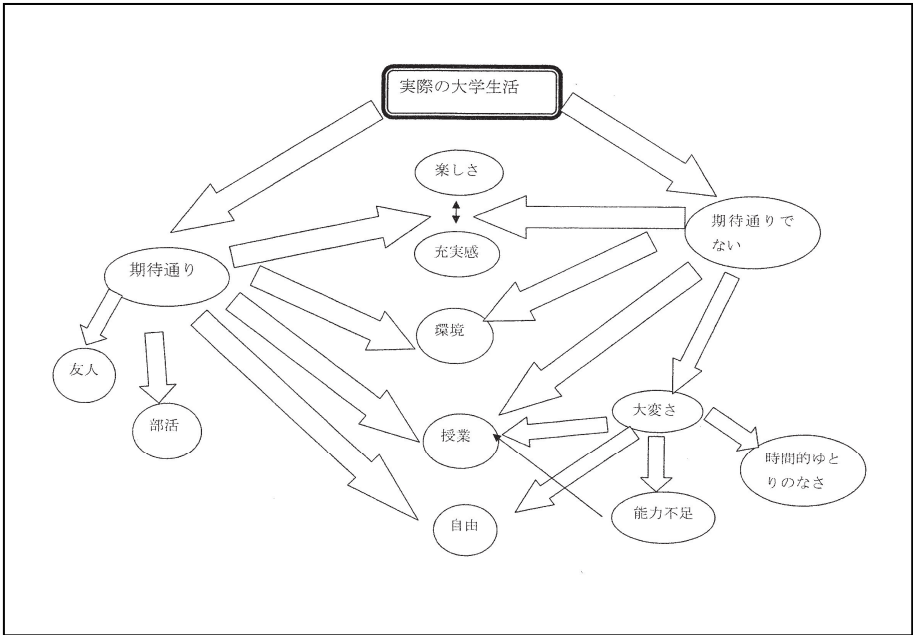 実際の大学生活
楽しさ
期待通りで
ない
充実感
期待通り
環境
友人
大変さ
部活
授業
時間的ゆと
りのなさ
能力不足
自由